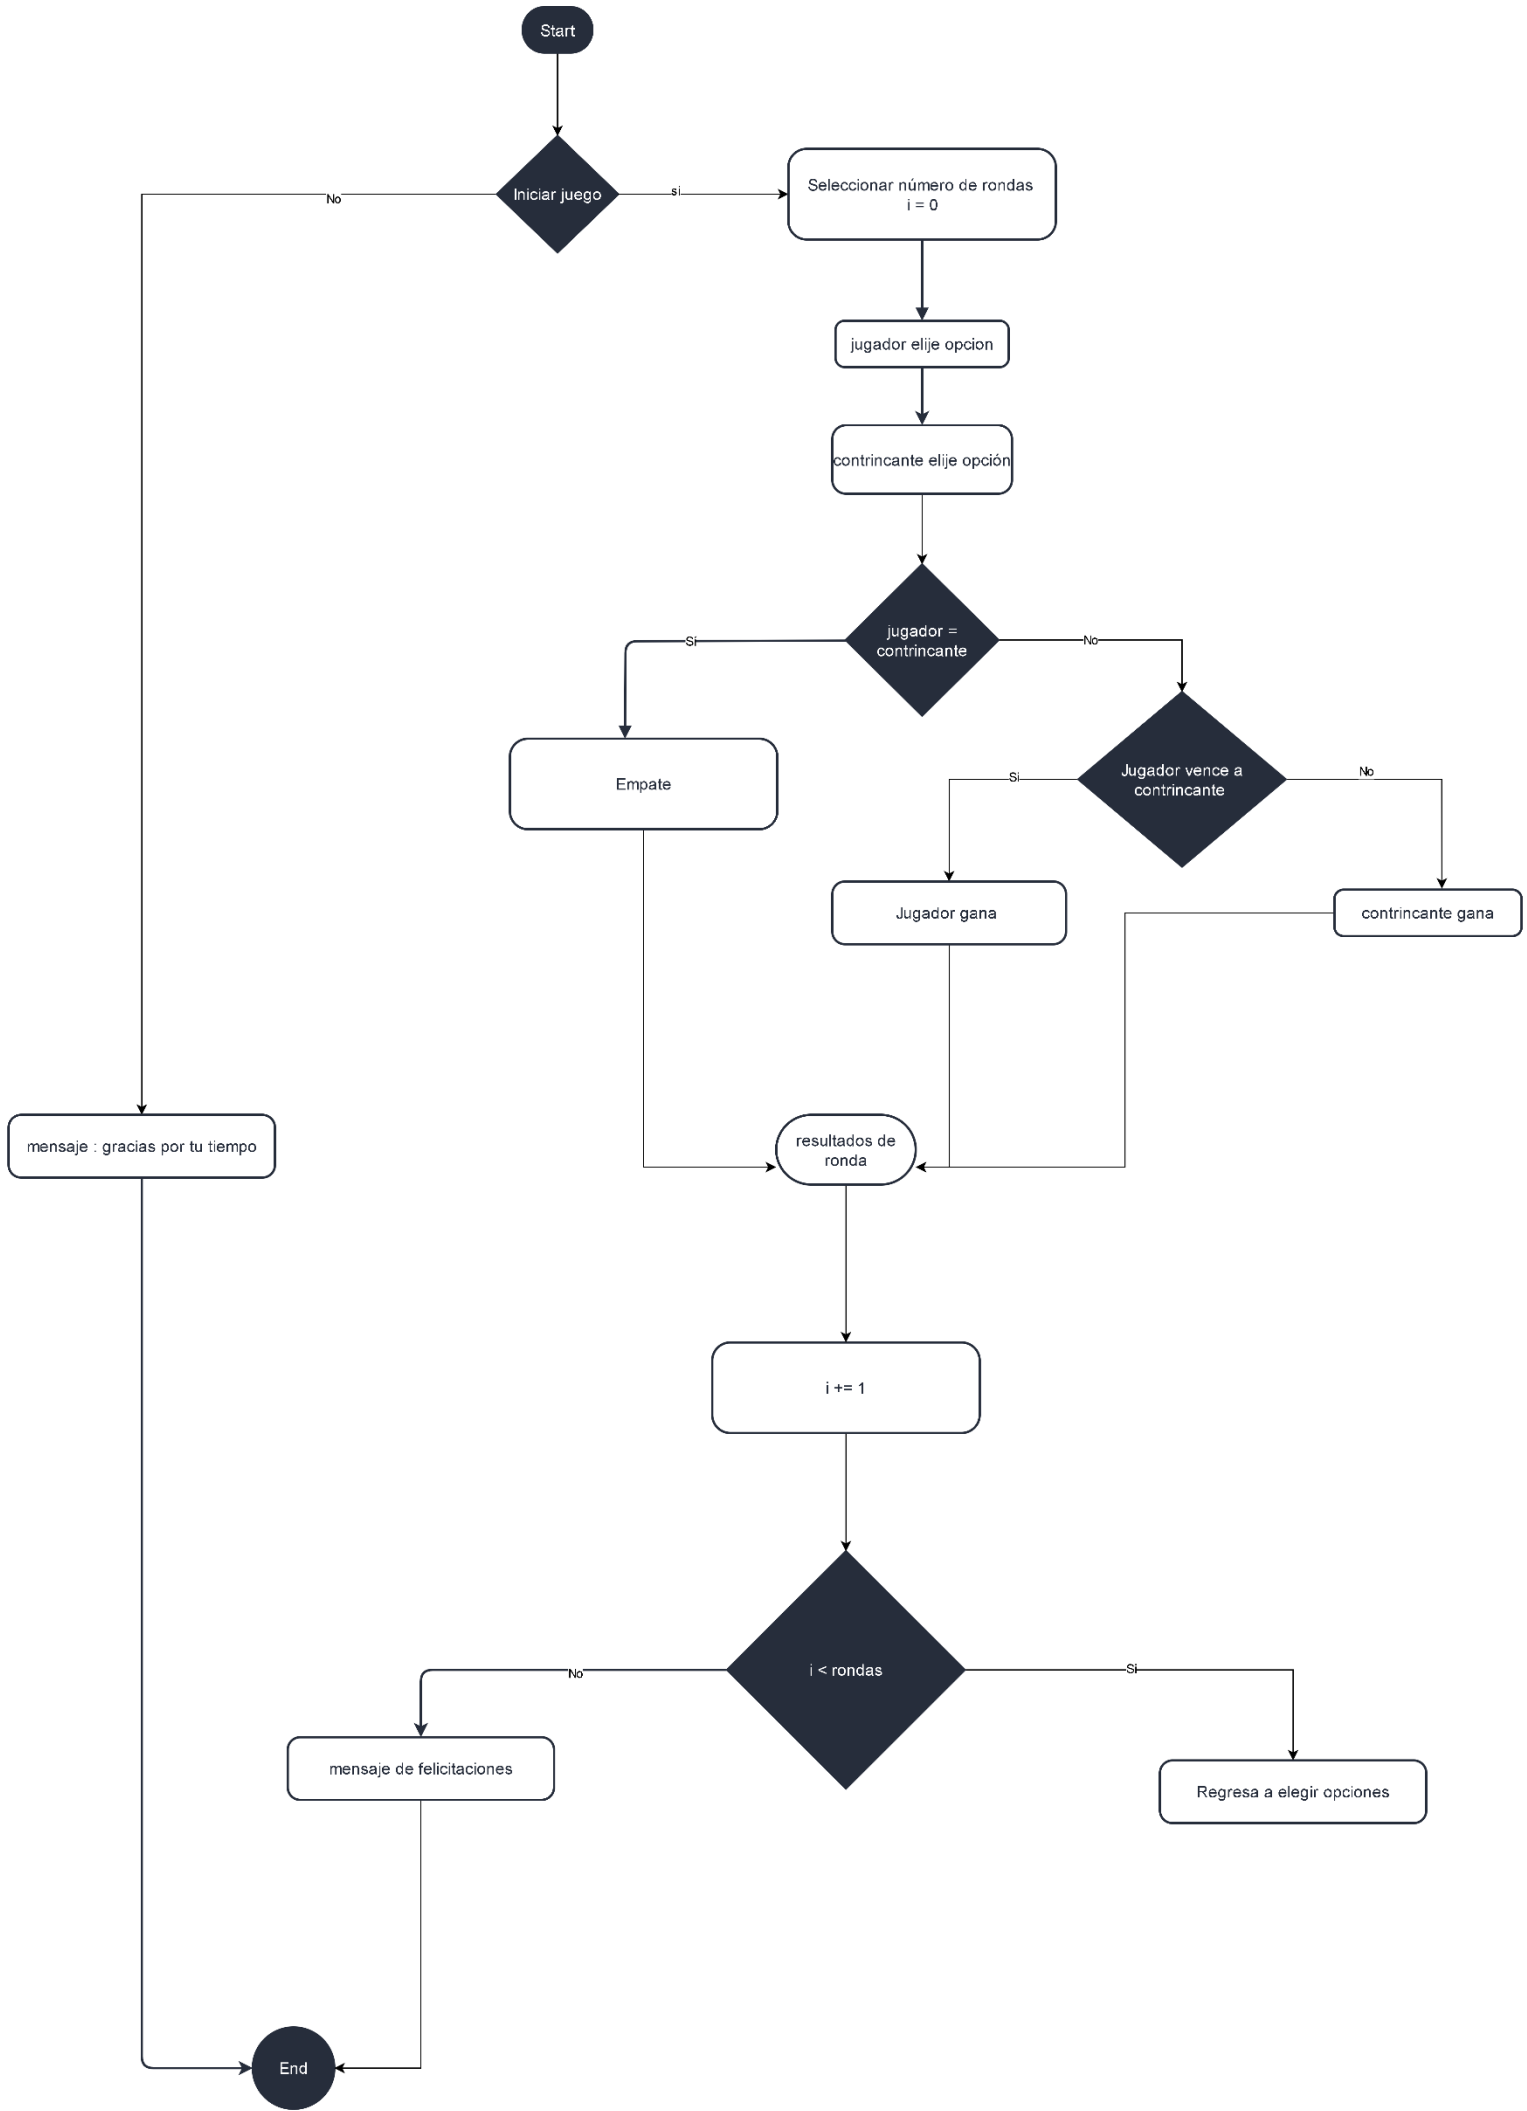 Start
Iniciar juego
No
si
Seleccionar número de rondas
i = 0
jugador elije opcion
contrincante elije opción
jugador =
contrincante
Si
No
Empate
Jugador vence a
contrincante
Si
No
Jugador gana
contrincante gana
mensaje : gracias por tu tiempo
resultados de
ronda
i += 1
i < rondas
No
Si
mensaje de felicitaciones
Regresa a elegir opciones
End